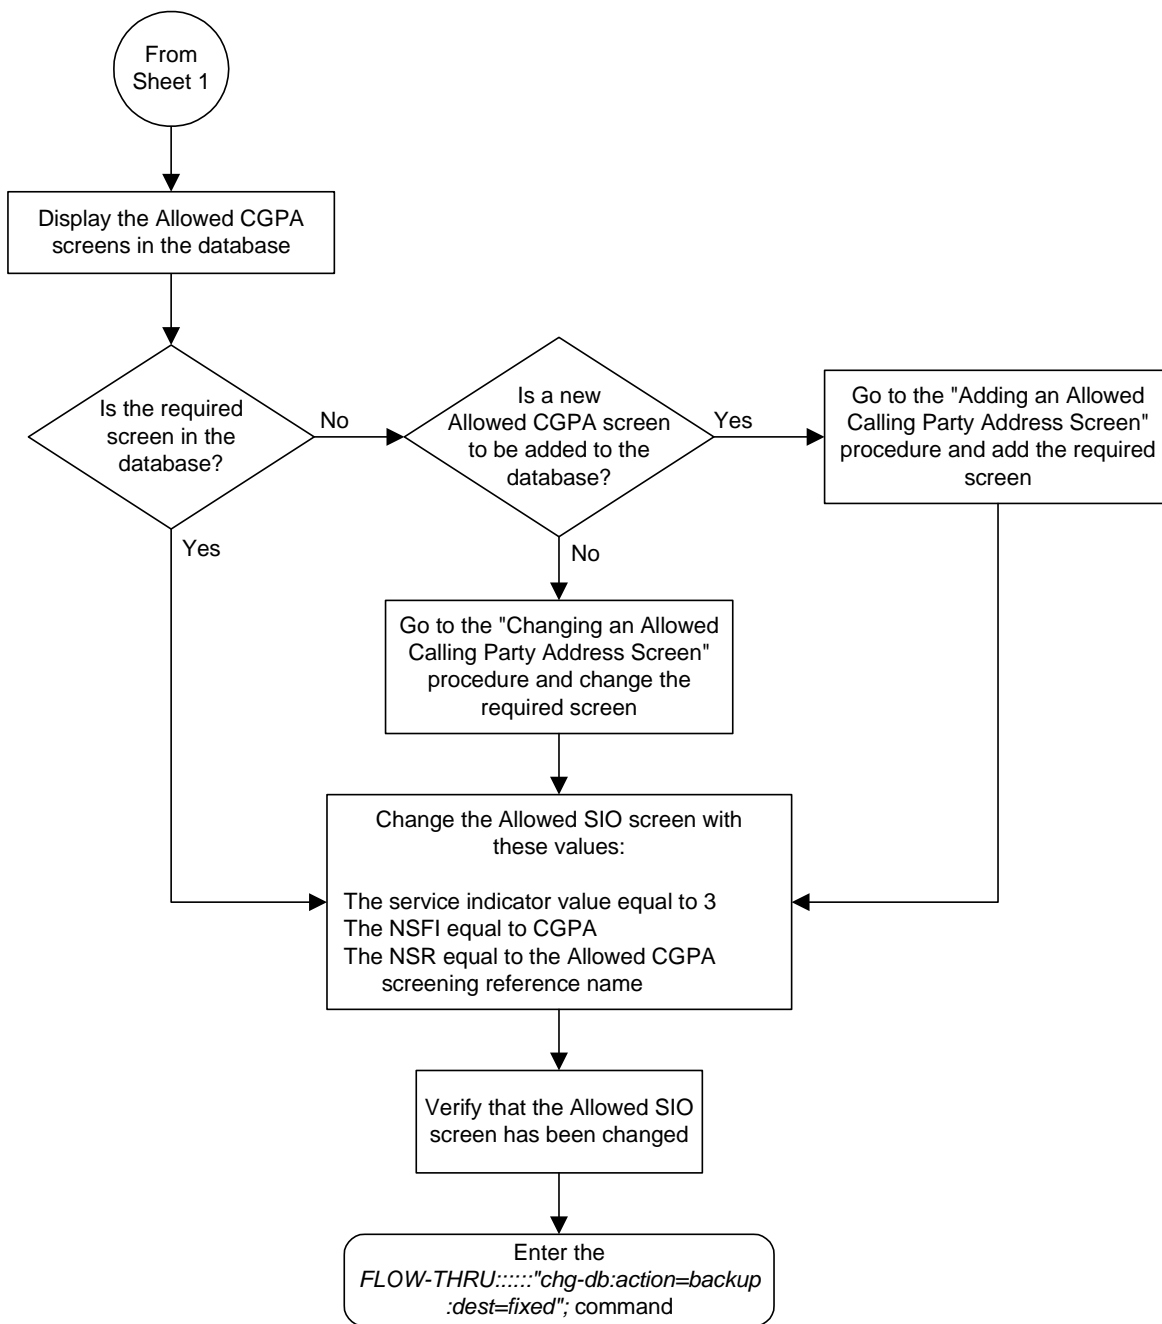 From
Sheet 1
Display the Allowed CGPA
screens in the database
Is the required
screen in the
database?
No
Yes
Is a new
Allowed CGPA screen
to be added to the
database?
Yes
No
Go to the "Adding an Allowed
Calling Party Address Screen"
procedure and add the required
screen
Go to the "Changing an Allowed
Calling Party Address Screen"
procedure and change the
required screen
Change the Allowed SIO screen with
these values:
The service indicator value equal to 3
The NSFI equal to CGPA
The NSR equal to the Allowed CGPA
screening reference name
Verify that the Allowed SIO
screen has been changed
Enter the
FLOW-THRU::::::"chg-db:action=backup
:dest=fixed"; command